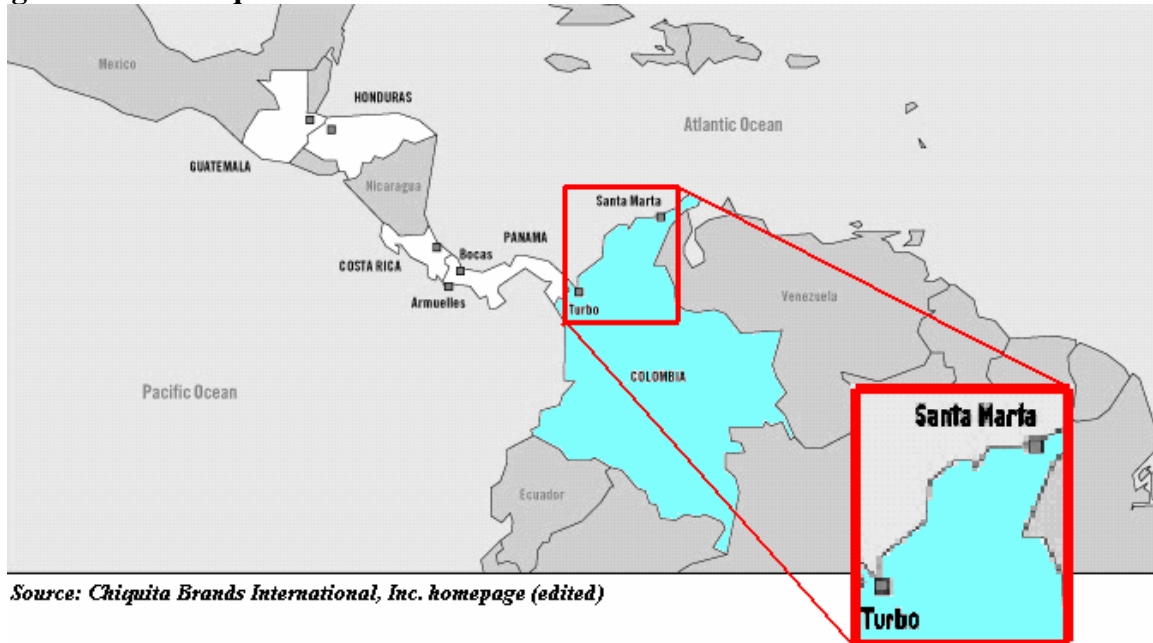 Mexico
HONDURAS
Atlantic Ocean
GUATEMALA
Nicaragua
Santa Marta
PANAMA
Bocas
COSTA RICA
Armuelles
Turbo
Venezuela
COLOMBIA
Pacific Ocean
Ecuador
Santa Marta
Turbo
Source: Chiquita Brands International, Inc. homepage (edited)